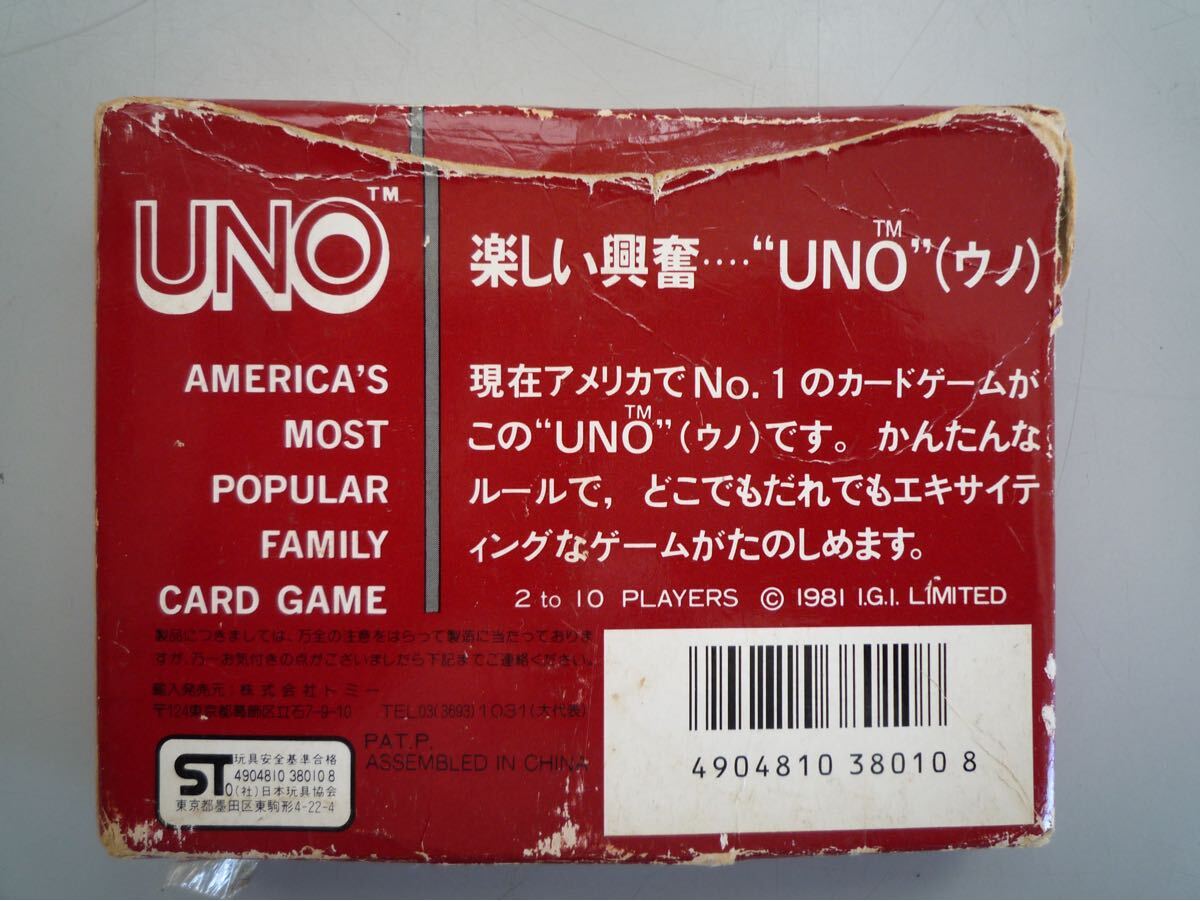 UNO™
AMERICA'S
MOST
POPULAR
FAMILY
CARD GAME
楽しい興奮‥‥“UNO™”(ウノ)
現在アメリカでNo.1のカードゲームが
この“UNO™”(ウノ)です。かんたんな
ルールで，どこでもだれでもエキサイテ
ィングなゲームがたのしめます。
2 to 10 PLAYERS © 1981 I.G.I. LIMITED
製品につきましては、万全の注意をはらって製造に当たっておりま
すが、万一お気付きの点がございましたら下記までご連絡ください。
輸入発売元：株式会社トミー
〒124東京都葛飾区立石7-9-10 TEL03(3693)1031(大代表)
PAT.P.
ASSEMBLED IN CHINA
ST
玩具安全基準合格
4904810 38010 8
0(社)日本玩具協会
東京都墨田区東駒形4-22-4
4904810 380108